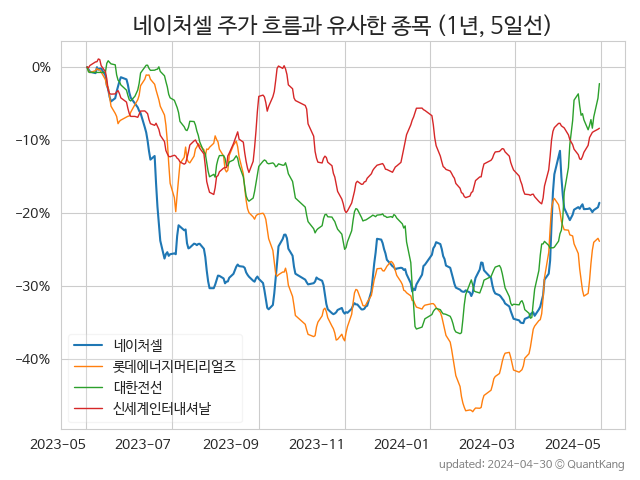 네이처셀 주가 흐름과 유사한 종목 (1년, 5일선)
0%
−10%
−20%
−30%
−40%
네이처셀
롯데에너지머티리얼즈
대한전선
신세계인터내셔날
2023-05 2023-07 2023-09 2023-11 2024-01 2024-03 2024-05
updated: 2024-04-30 © QuantKang